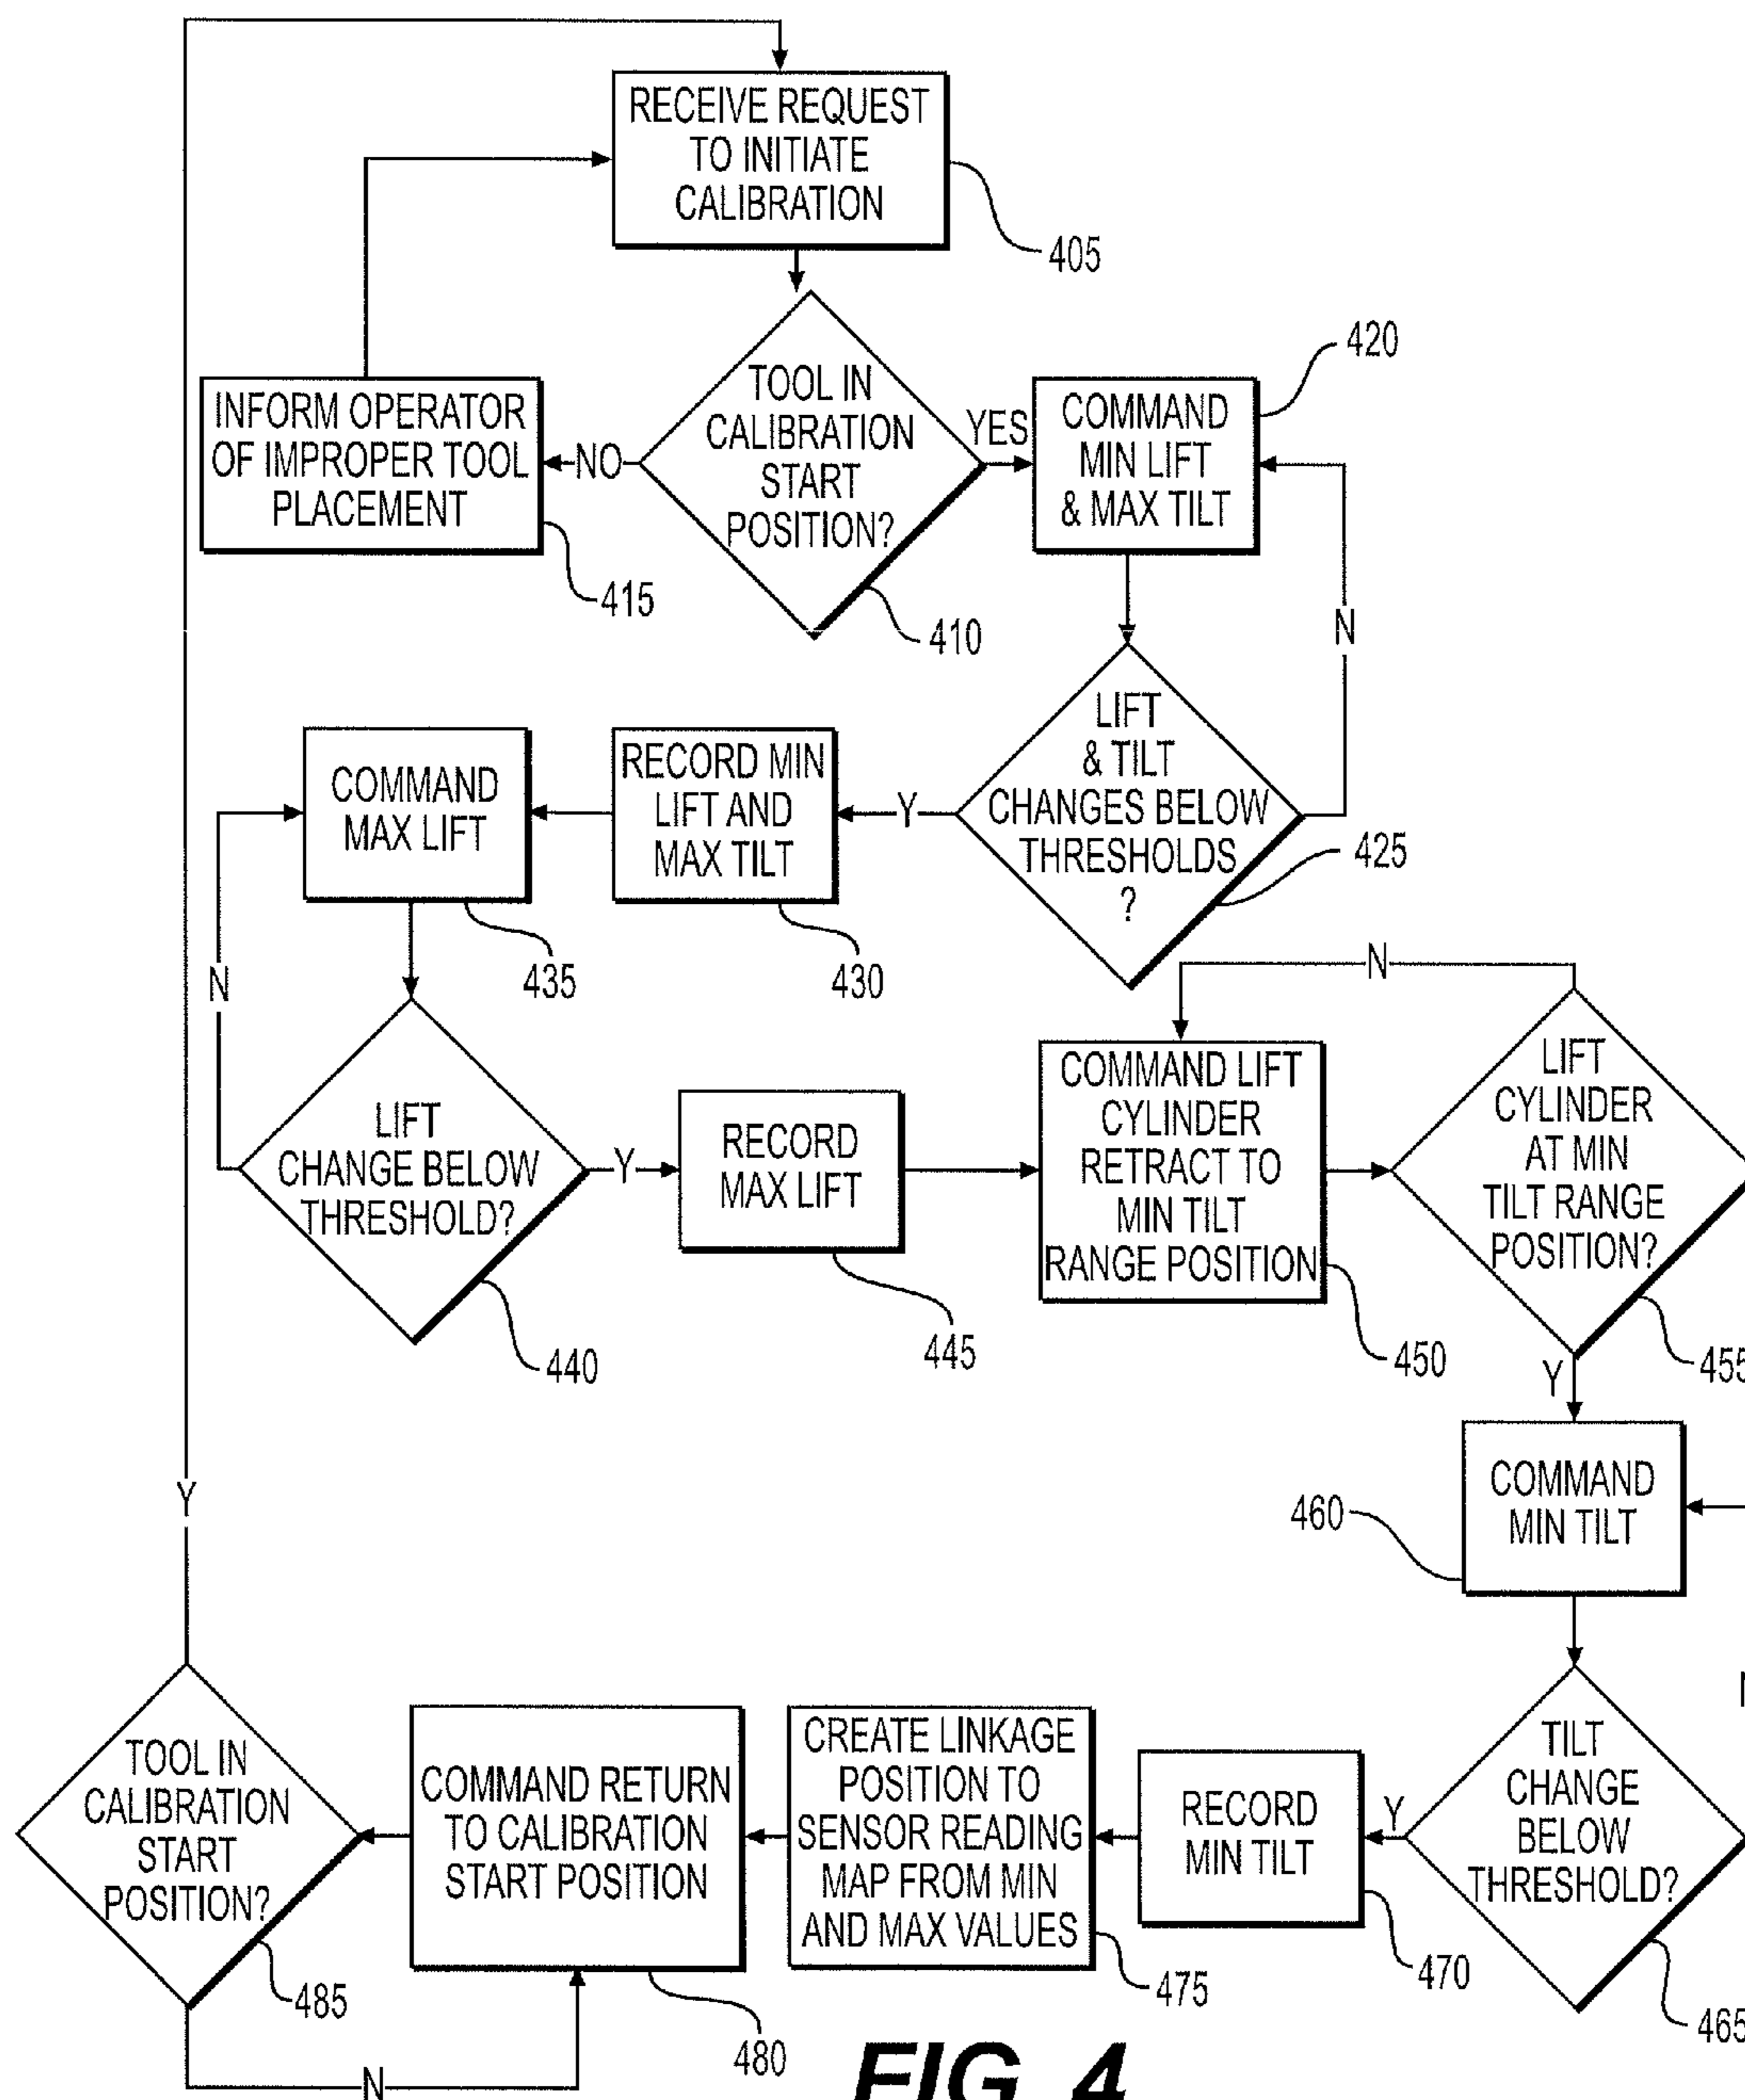 RECEIVE REQUEST
TO INITIATE
CALIBRATION
405
TOOL IN
CALIBRATION
START
POSITION?
410
NO
INFORM OPERATOR
OF IMPROPER TOOL
PLACEMENT
415
YES
COMMAND
MIN LIFT
& MAX TILT
420
N
LIFT
& TILT
CHANGES BELOW
THRESHOLDS
?
425
Y
RECORD MIN
LIFT AND
MAX TILT
430
COMMAND
MAX LIFT
435
N
LIFT
CHANGE BELOW
THRESHOLD?
440
Y
RECORD
MAX LIFT
445
COMMAND LIFT
CYLINDER
RETRACT TO
MIN TILT
RANGE POSITION
450
N
LIFT
CYLINDER
AT MIN
TILT RANGE
POSITION?
455
Y
COMMAND
MIN TILT
460
TILT
CHANGE
BELOW
THRESHOLD?
465
Y
RECORD
MIN TILT
470
CREATE LINKAGE
POSITION TO
SENSOR READING
MAP FROM MIN
AND MAX VALUES
475
COMMAND RETURN
TO CALIBRATION
START POSITION
480
TOOL IN
CALIBRATION
START
POSITION?
485
N
Y
FIG. 4